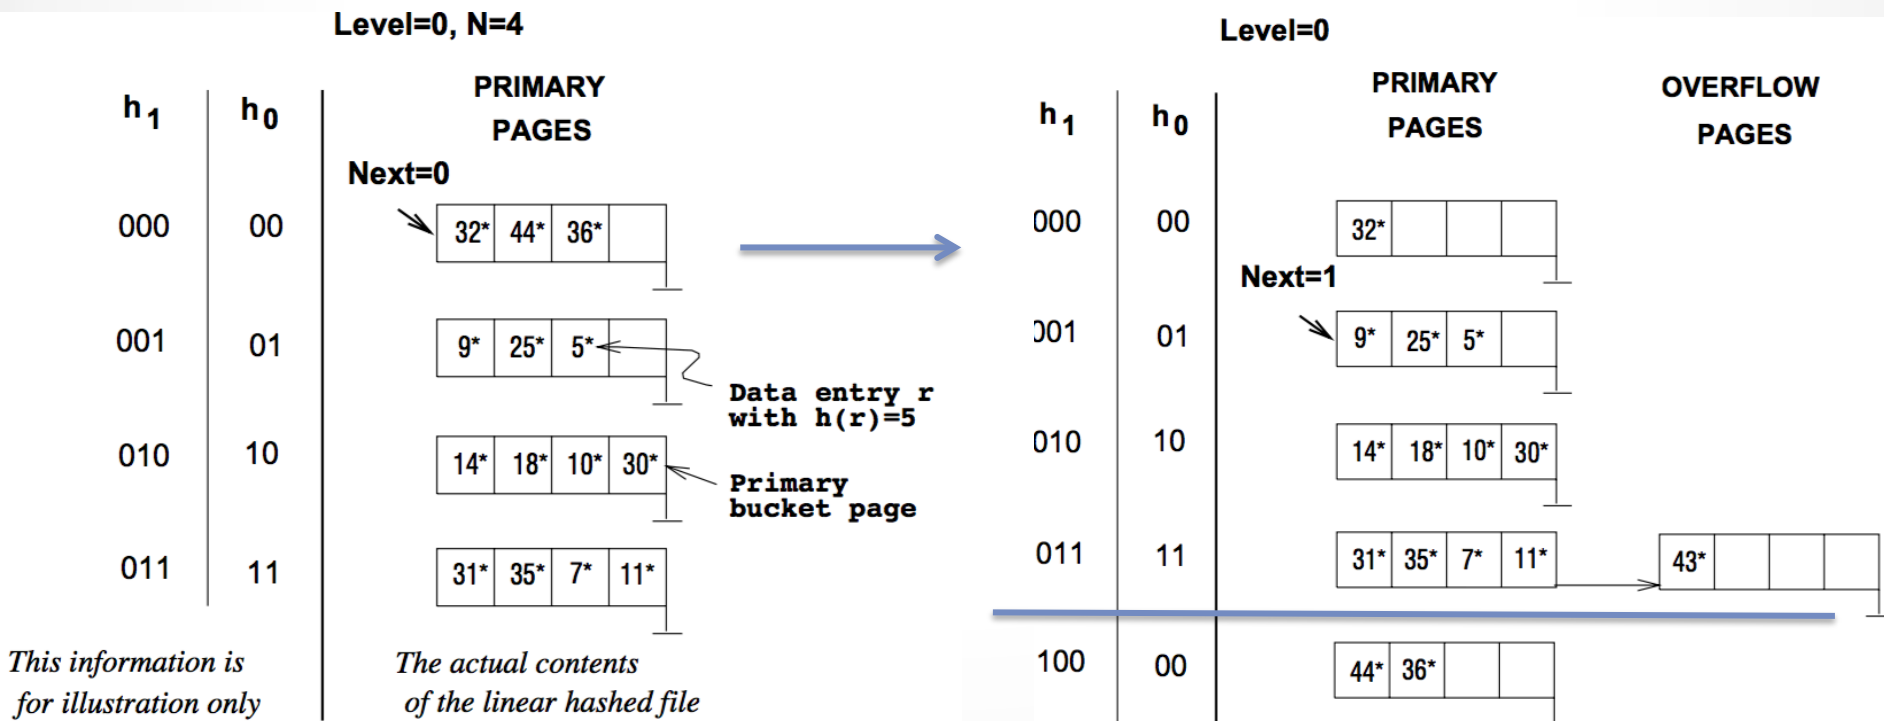 Level=0, N=4
h1 h0 PRIMARY
PAGES
Next=0
000 00 32* 44* 36*
001 01 9* 25* 5*
Data entry r
with h(r)=5
010 10 14* 18* 10* 30*
Primary
bucket page
011 11 31* 35* 7* 11*
This information is
for illustration only
The actual contents
of the linear hashed file
Level=0
h1 h0 PRIMARY
PAGES
OVERFLOW
PAGES
000 00 32*
Next=1
001 01 9* 25* 5*
010 10 14* 18* 10* 30*
011 11 31* 35* 7* 11* 43*
100 00 44* 36*